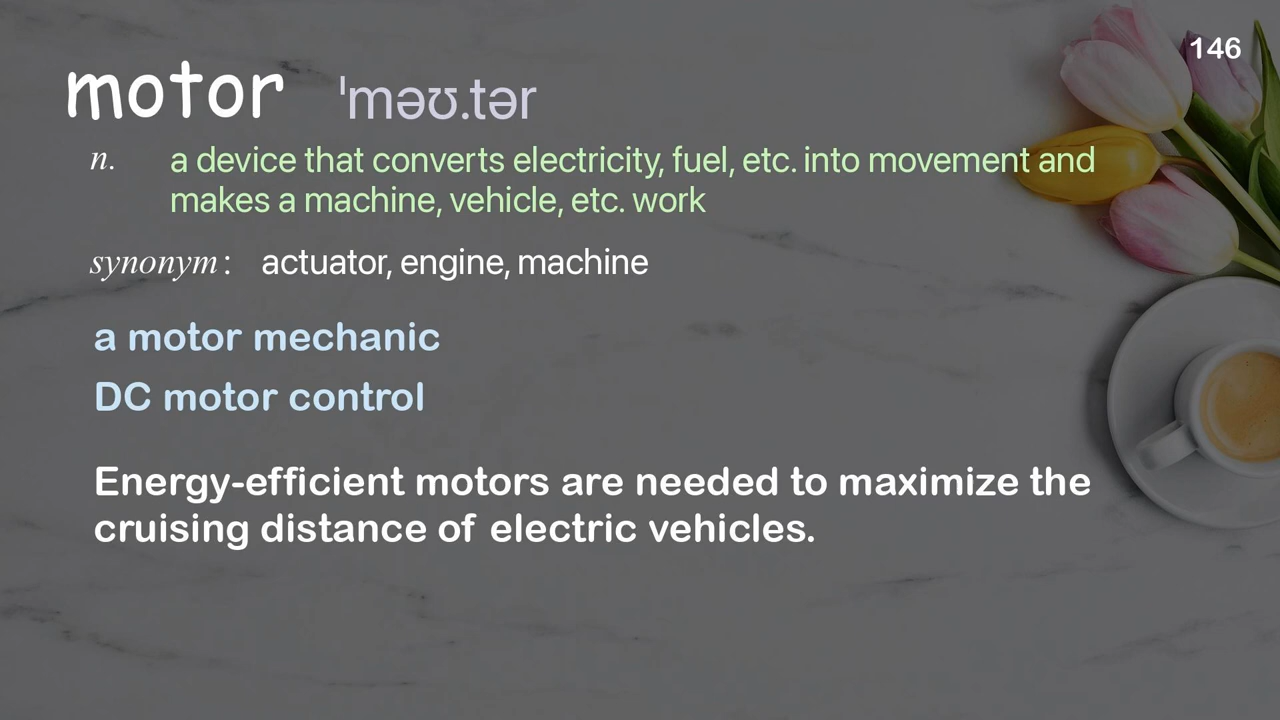 146
motor ˈməʊ.tər
n. a device that converts electricity, fuel, etc. into movement and
makes a machine, vehicle, etc. work
synonym : actuator, engine, machine
a motor mechanic
DC motor control
Energy-efficient motors are needed to maximize the
cruising distance of electric vehicles.